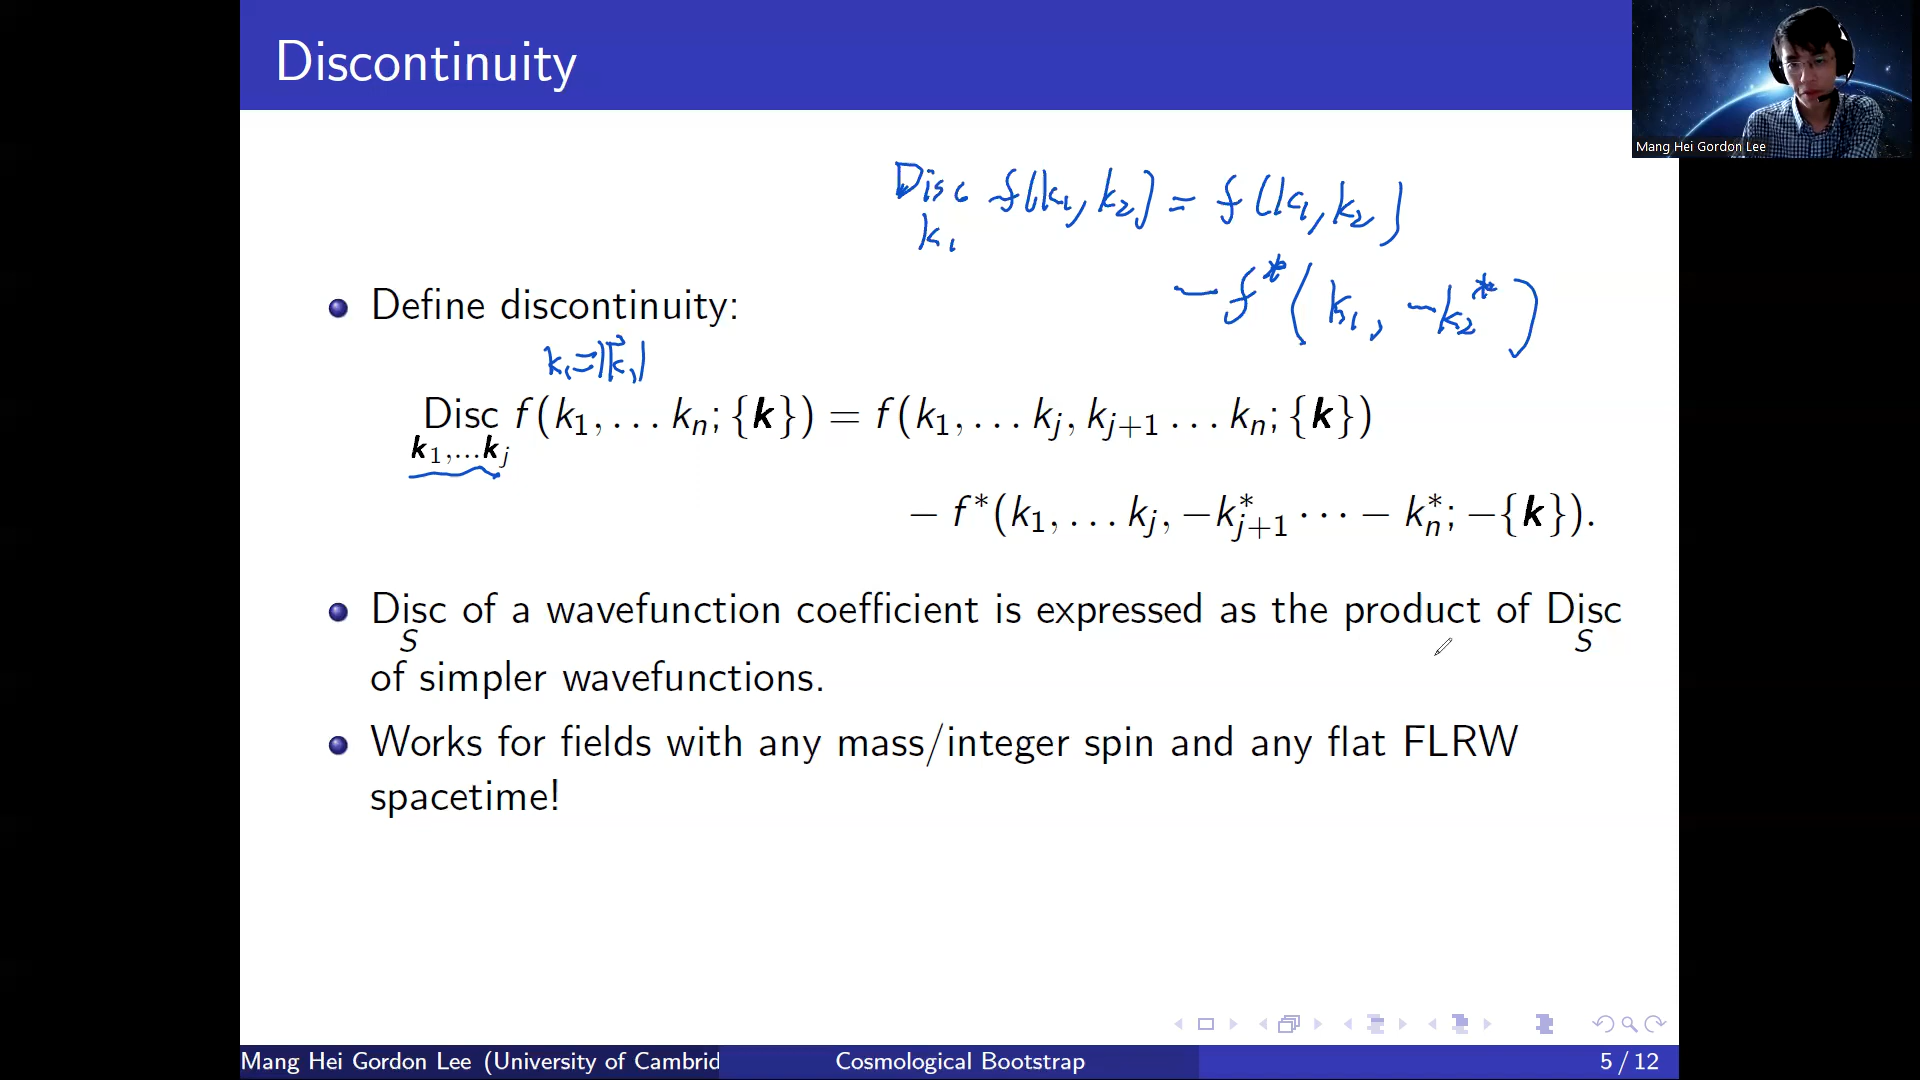 Discontinuity
Mang Hei Gordon Lee
Disc f(k₁, k₂) = f(k₁, k₂)
k₁
− f*(k₁, −k₂*)
Define discontinuity:
k₁ = |k⃗₁|
Disc f(k₁, … kₙ; {k}) = f(k₁, … kⱼ, kⱼ₊₁ … kₙ; {k})
k₁,…kⱼ
− f*(k₁, … kⱼ, −k*ⱼ₊₁ ⋯ − k*ₙ; −{k}).
Disc of a wavefunction coefficient is expressed as the product of Disc
S S
of simpler wavefunctions.
Works for fields with any mass/integer spin and any flat FLRW
spacetime!
Mang Hei Gordon Lee (University of Cambrid Cosmological Bootstrap 5 / 12